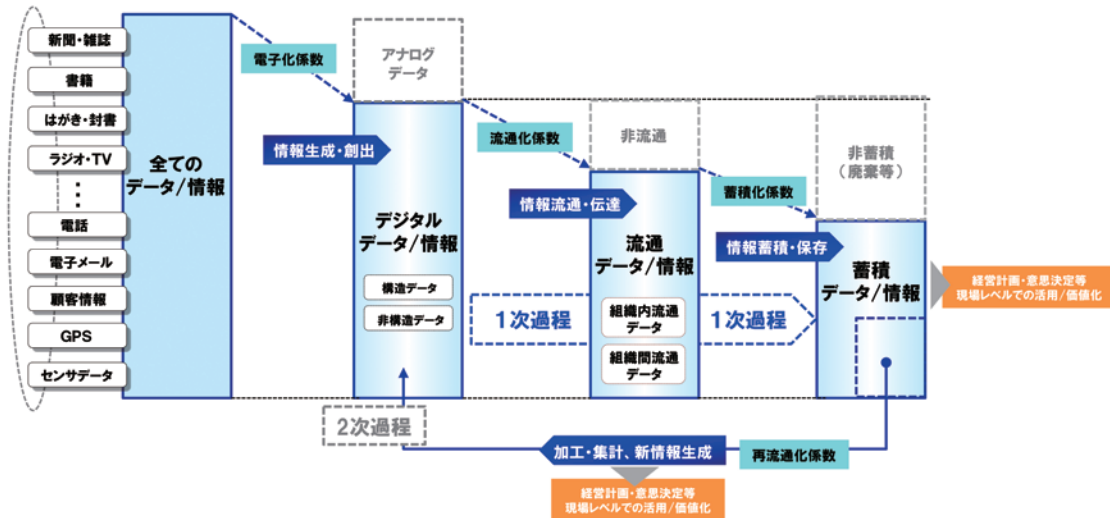 新聞・雑誌
書籍
はがき・封書
ラジオ・TV
電話
電子メール
顧客情報
GPS
センサデータ
全ての
データ/情報
電子化係数
情報生成・創出
アナログ
データ
デジタル
データ/情報
構造データ
非構造データ
流通化係数
情報流通・伝達
1次過程
非流通
流通
データ/情報
組織内流通
データ
組織間流通
データ
蓄積化係数
情報蓄積・保存
1次過程
非蓄積
(廃棄等)
蓄積
データ/情報
経営計画・意思決定等
現場レベルでの活用/価値化
2次過程
加工・集計、新情報生成
再流通化係数
経営計画・意思決定等
現場レベルでの活用/価値化